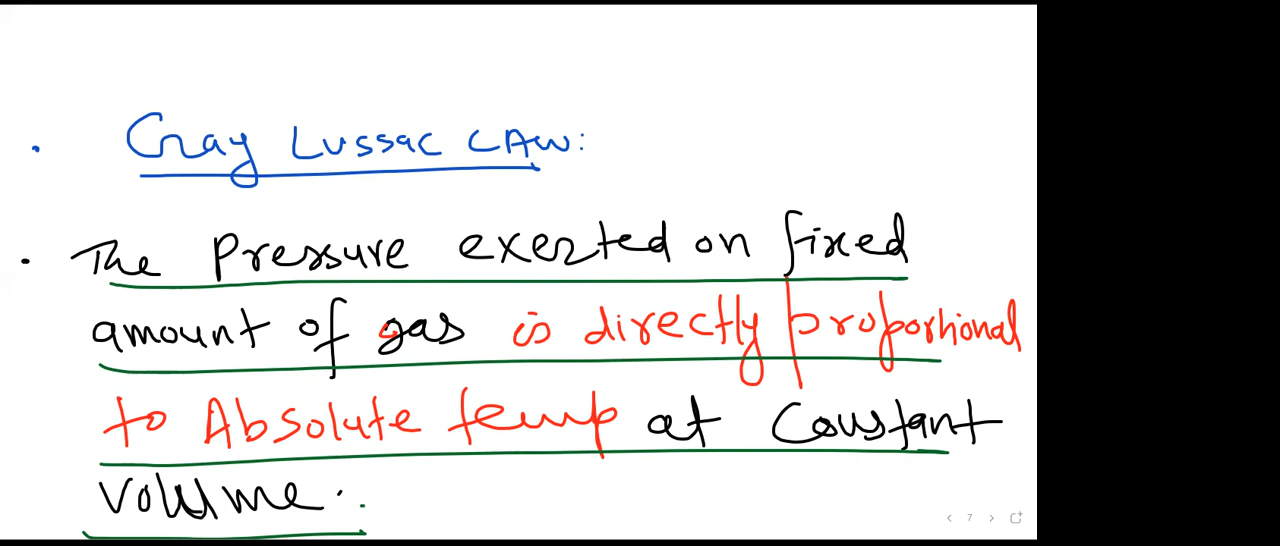 · Gay Lussac LAw:
· The Pressure exerted on fixed
amount of gas is directly proportional
to Absolute temp at Constant
volume.
< 7 >